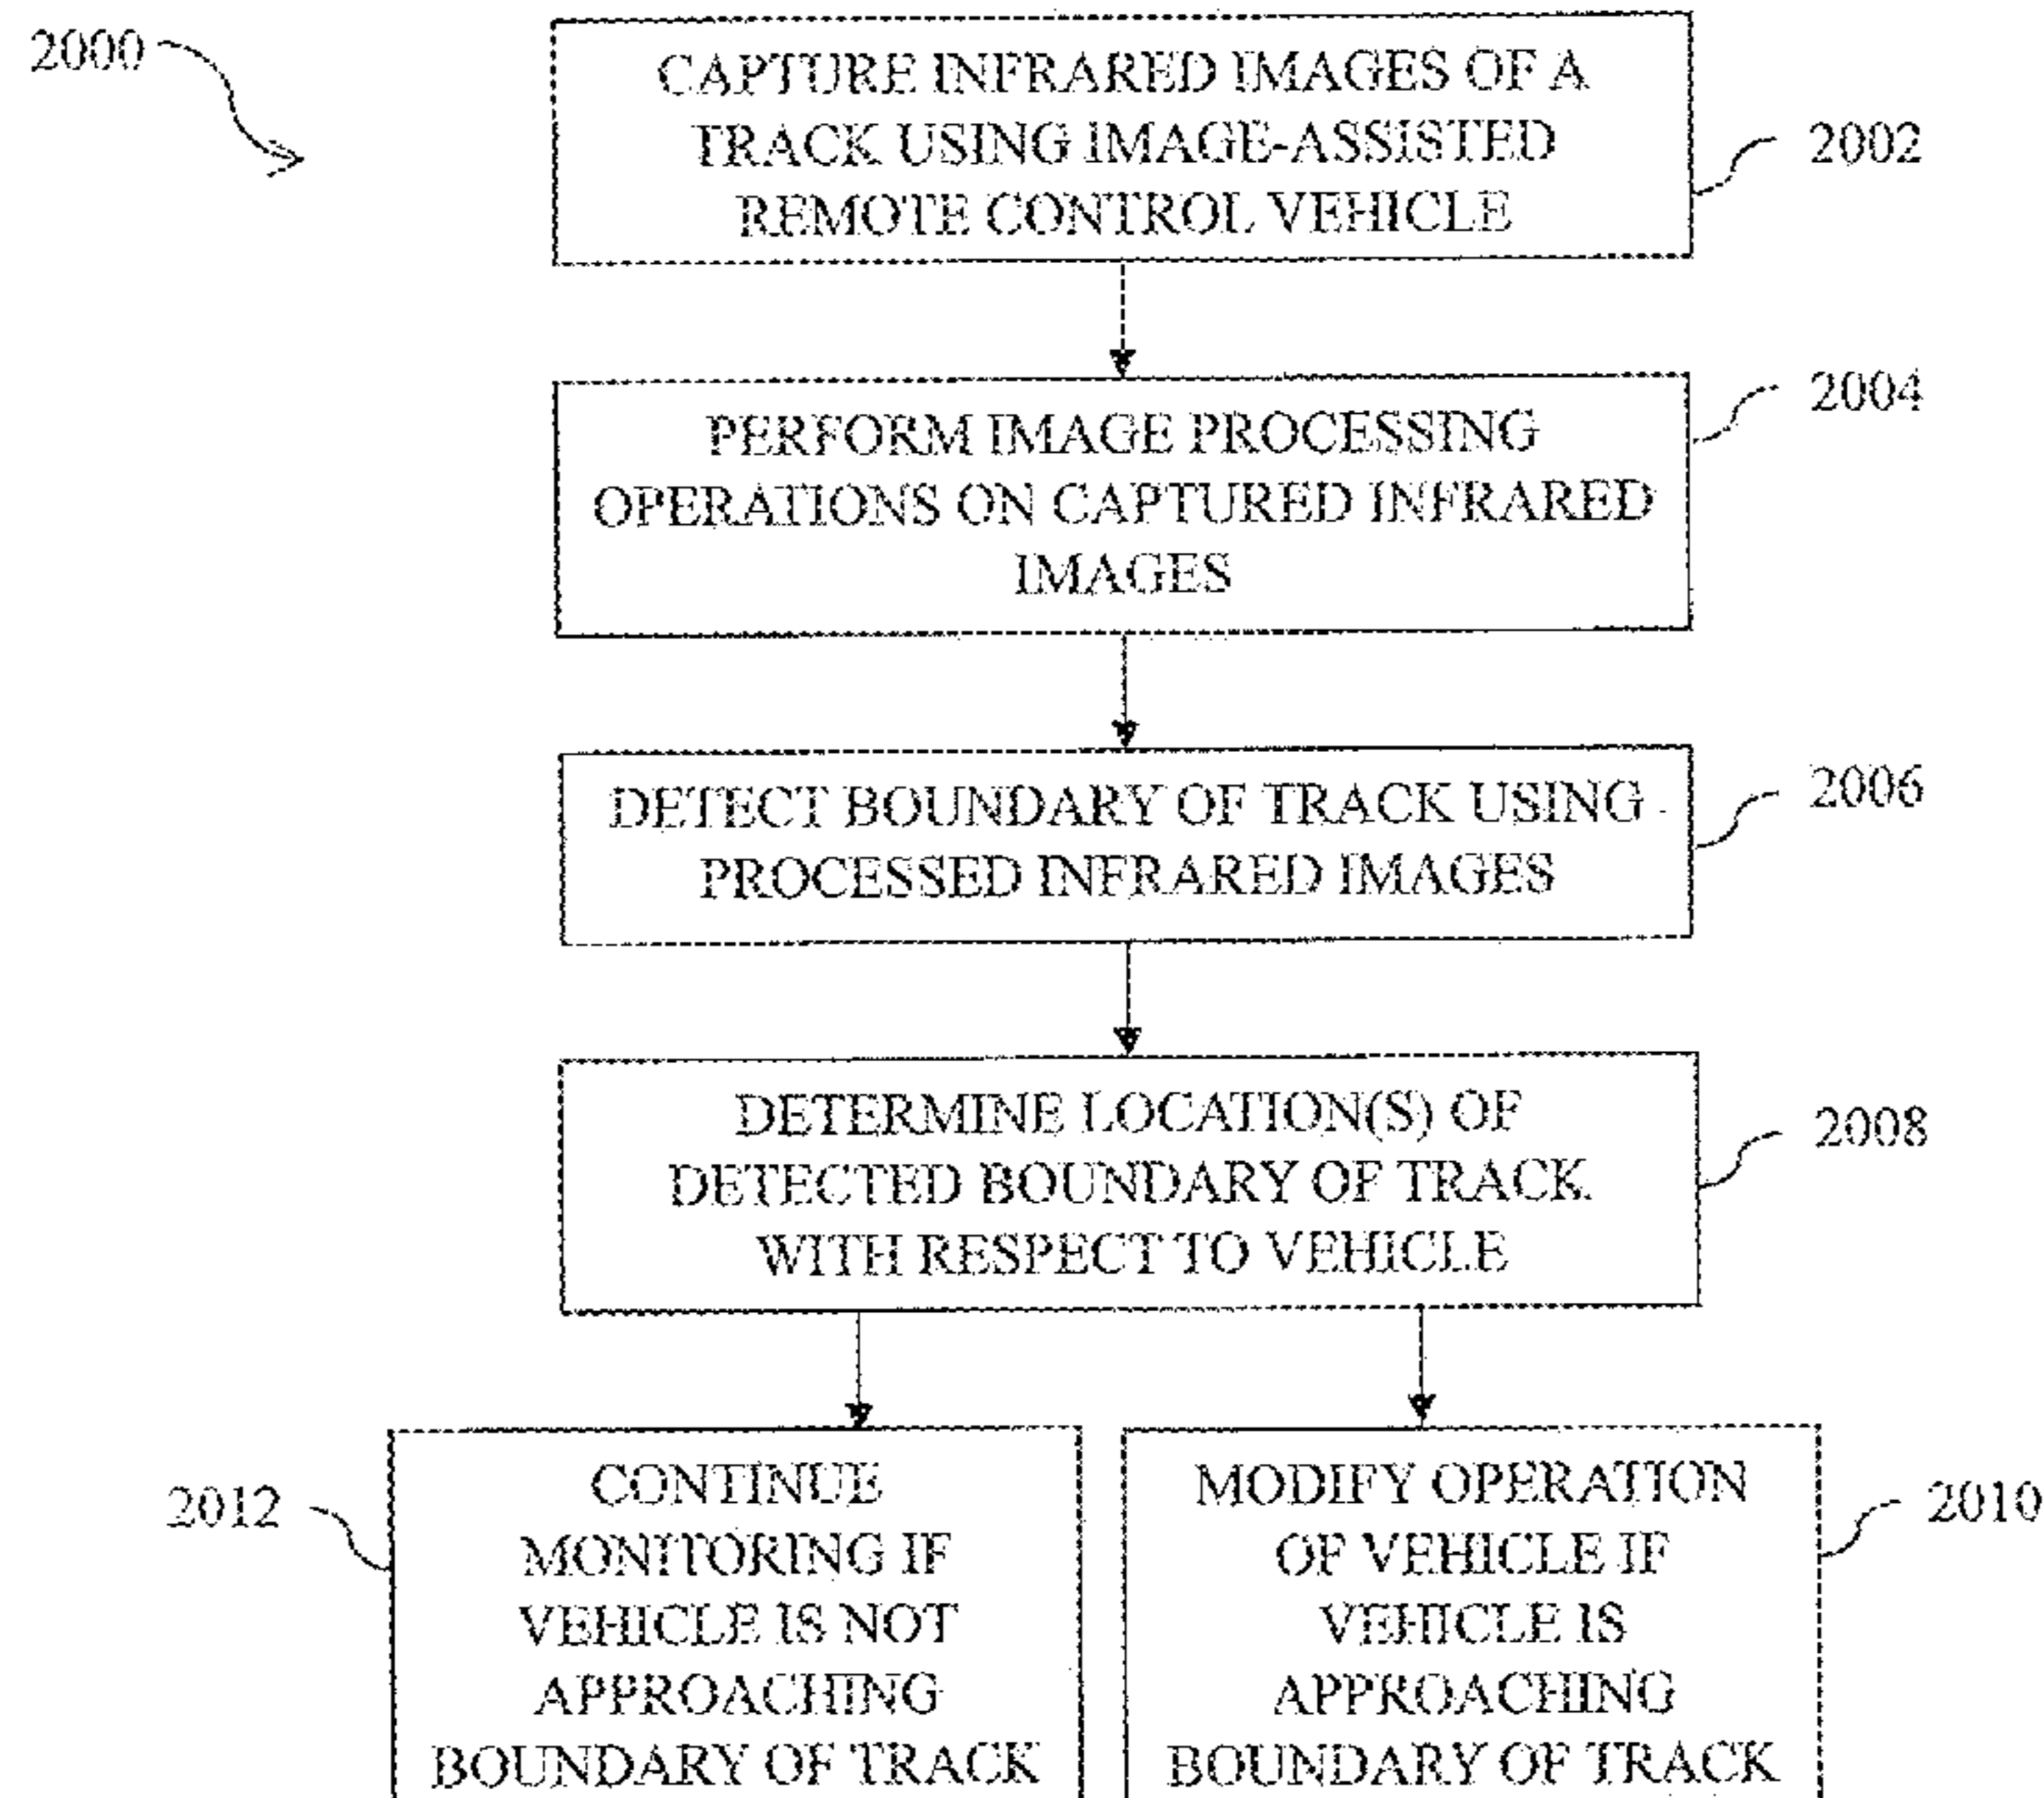 2000
CAPTURE INFRARED IMAGES OF A
TRACK USING IMAGE-ASSISTED
REMOTE CONTROL VEHICLE
2002
PERFORM IMAGE PROCESSING
OPERATIONS ON CAPTURED INFRARED
IMAGES
2004
DETECT BOUNDARY OF TRACK USING
PROCESSED INFRARED IMAGES
2006
DETERMINE LOCATION(S) OF
DETECTED BOUNDARY OF TRACK
WITH RESPECT TO VEHICLE
2008
2012
CONTINUE
MONITORING IF
VEHICLE IS NOT
APPROACHING
BOUNDARY OF TRACK
MODIFY OPERATION
OF VEHICLE IF
VEHICLE IS
APPROACHING
BOUNDARY OF TRACK
2010